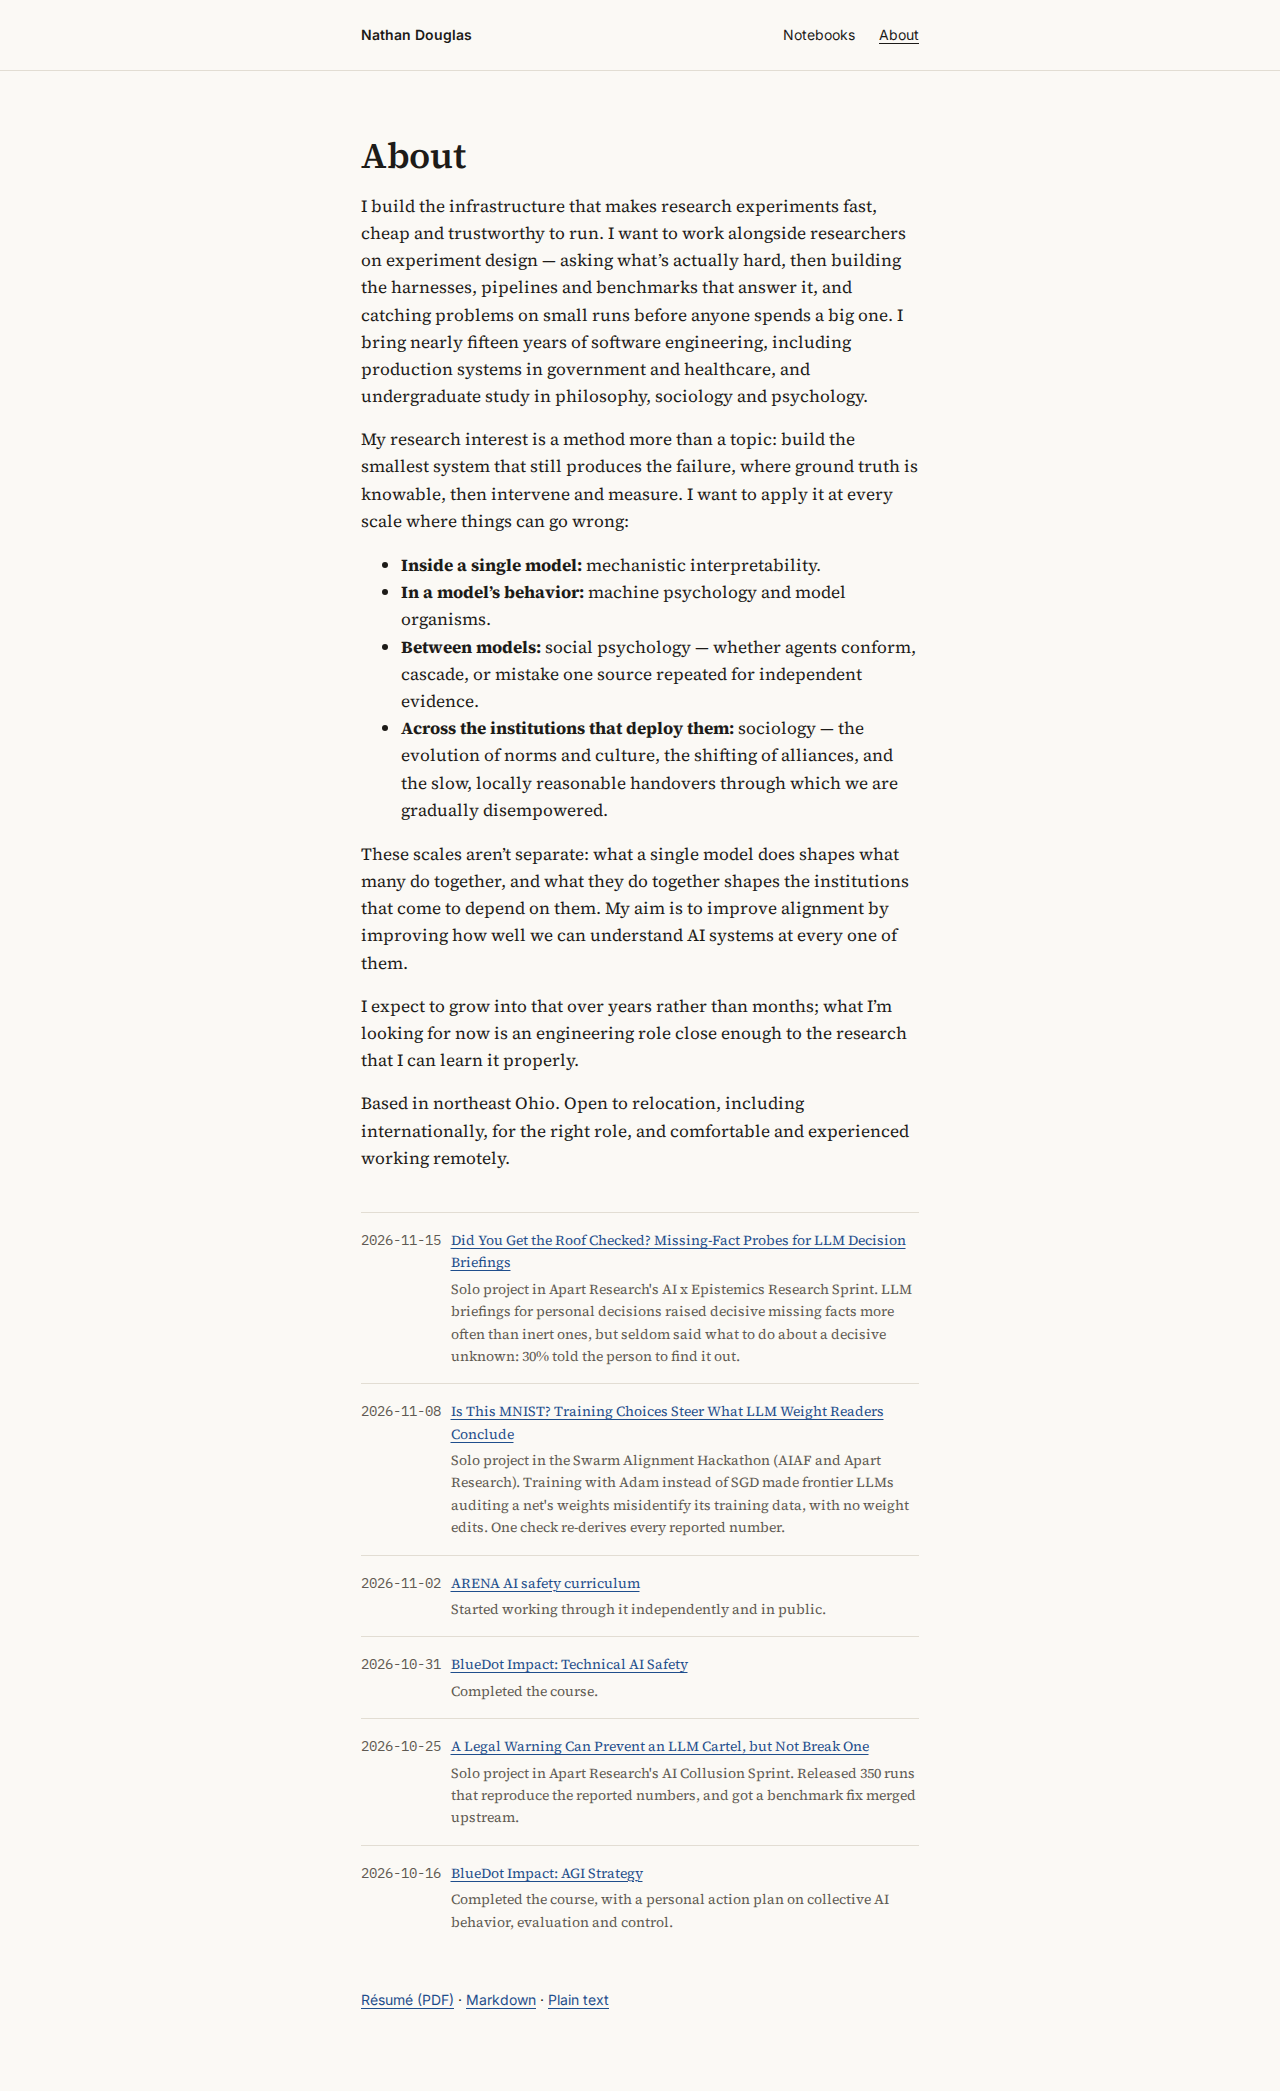 Nathan Douglas
Notebooks
About
About
I build the infrastructure that makes research experiments fast,
cheap and trustworthy to run. I want to work alongside researchers
on experiment design — asking what’s actually hard, then building
the harnesses, pipelines and benchmarks that answer it, and
catching problems on small runs before anyone spends a big one. I
bring nearly fifteen years of software engineering, including
production systems in government and healthcare, and
undergraduate study in philosophy, sociology and psychology.
My research interest is a method more than a topic: build the
smallest system that still produces the failure, where ground truth is
knowable, then intervene and measure. I want to apply it at every
scale where things can go wrong:
• Inside a single model: mechanistic interpretability.
• In a model’s behavior: machine psychology and model
organisms.
• Between models: social psychology — whether agents conform,
cascade, or mistake one source repeated for independent
evidence.
• Across the institutions that deploy them: sociology — the
evolution of norms and culture, the shifting of alliances, and
the slow, locally reasonable handovers through which we are
gradually disempowered.
These scales aren’t separate: what a single model does shapes what
many do together, and what they do together shapes the institutions
that come to depend on them. My aim is to improve alignment by
improving how well we can understand AI systems at every one of
them.
I expect to grow into that over years rather than months; what I’m
looking for now is an engineering role close enough to the research
that I can learn it properly.
Based in northeast Ohio. Open to relocation, including
internationally, for the right role, and comfortable and experienced
working remotely.
2026-11-15 Did You Get the Roof Checked? Missing-Fact Probes for LLM Decision
Briefings
Solo project in Apart Research's AI x Epistemics Research Sprint. LLM
briefings for personal decisions raised decisive missing facts more
often than inert ones, but seldom said what to do about a decisive
unknown: 30% told the person to find it out.
2026-11-08 Is This MNIST? Training Choices Steer What LLM Weight Readers
Conclude
Solo project in the Swarm Alignment Hackathon (AIAF and Apart
Research). Training with Adam instead of SGD made frontier LLMs
auditing a net's weights misidentify its training data, with no weight
edits. One check re-derives every reported number.
2026-11-02 ARENA AI safety curriculum
Started working through it independently and in public.
2026-10-31 BlueDot Impact: Technical AI Safety
Completed the course.
2026-10-25 A Legal Warning Can Prevent an LLM Cartel, but Not Break One
Solo project in Apart Research's AI Collusion Sprint. Released 350 runs
that reproduce the reported numbers, and got a benchmark fix merged
upstream.
2026-10-16 BlueDot Impact: AGI Strategy
Completed the course, with a personal action plan on collective AI
behavior, evaluation and control.
Résumé (PDF) · Markdown · Plain text